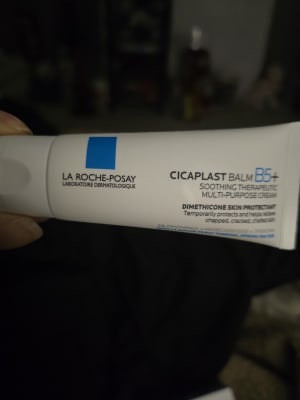 LA ROCHE-POSAY
LABORATOIRE DERMATOLOGIQUE
CICAPLAST BALM B5+
SOOTHING THERAPEUTIC
MULTI-PURPOSE CREAM
DIMETHICONE SKIN PROTECTANT
Temporarily protects and helps relieve
chapped, cracked, chafed skin